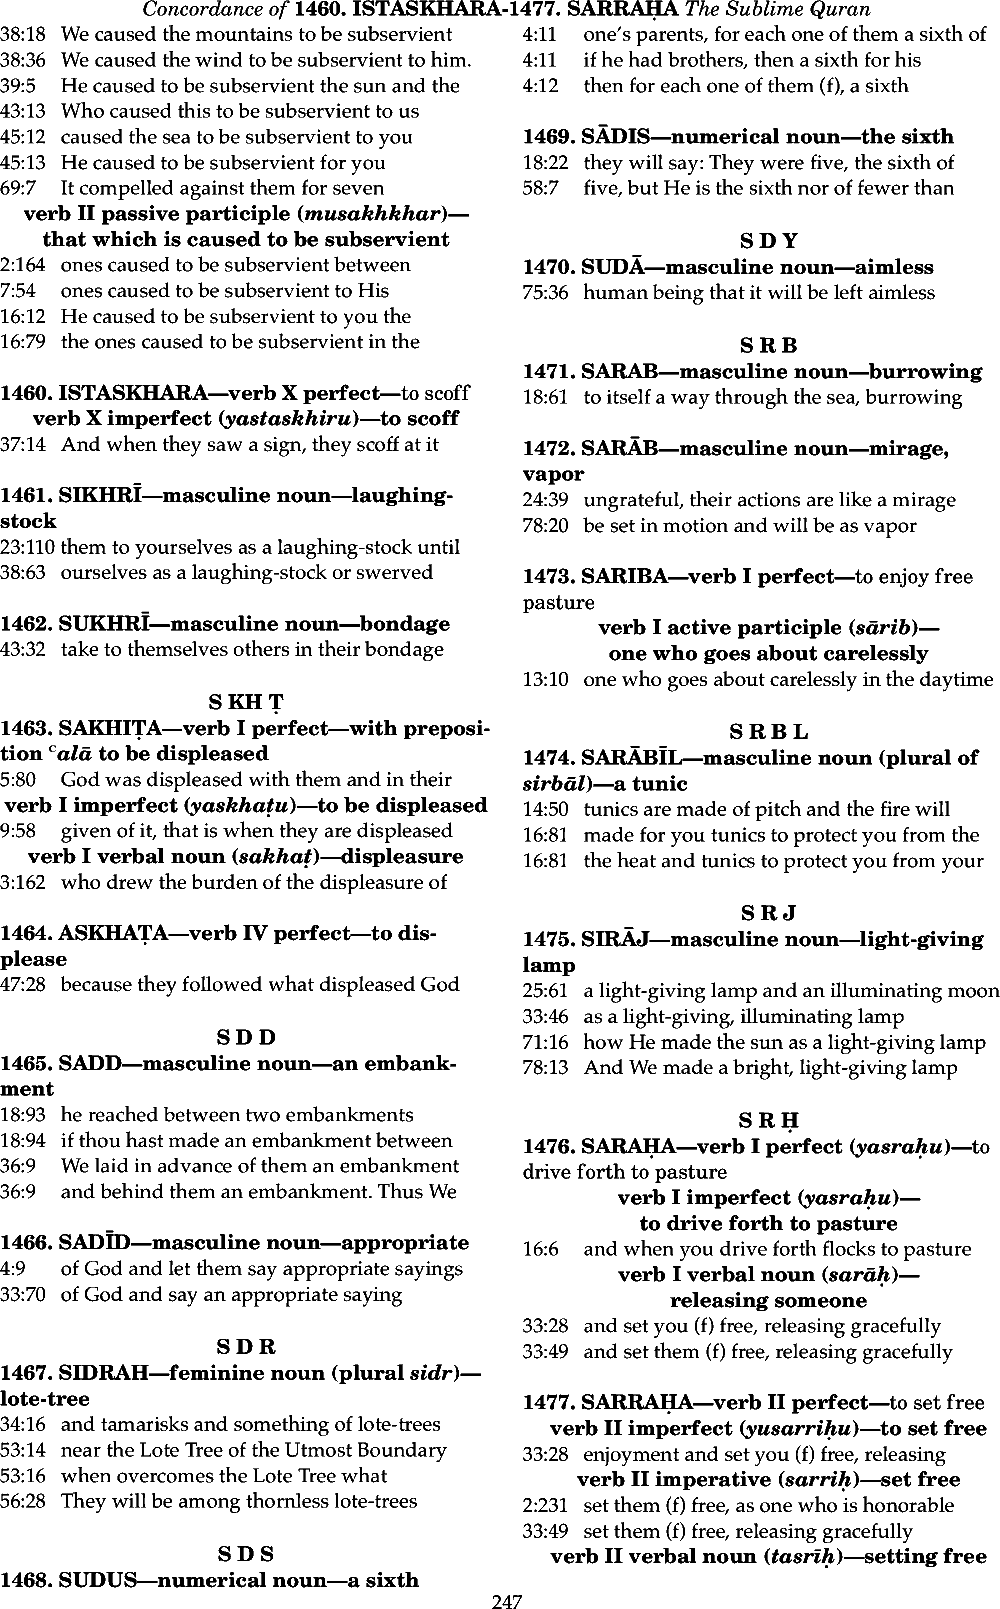 Concordance of 1460. ISTASKHARA-1477. SARRAḤA The Sublime Quran
38:18 We caused the mountains to be subservient
38:36 We caused the wind to be subservient to him.
39:5 He caused to be subservient the sun and the
43:13 Who caused this to be subservient to us
45:12 caused the sea to be subservient to you
45:13 He caused to be subservient for you
69:7 It compelled against them for seven
verb II passive participle (musakhkhar)—
that which is caused to be subservient
2:164 ones caused to be subservient between
7:54 ones caused to be subservient to His
16:12 He caused to be subservient to you the
16:79 the ones caused to be subservient in the
1460. ISTASKHARA—verb X perfect—to scoff
verb X imperfect (yastaskhiru)—to scoff
37:14 And when they saw a sign, they scoff at it
1461. SIKHRĪ—masculine noun—laughing-
stock
23:110 them to yourselves as a laughing-stock until
38:63 ourselves as a laughing-stock or swerved
1462. SUKHRĪ—masculine noun—bondage
43:32 take to themselves others in their bondage
S KH Ṭ
1463. SAKHIṬA—verb I perfect—with preposi-
tion ᶜalā to be displeased
5:80 God was displeased with them and in their
verb I imperfect (yaskhaṭu)—to be displeased
9:58 given of it, that is when they are displeased
verb I verbal noun (sakhaṭ)—displeasure
3:162 who drew the burden of the displeasure of
1464. ASKHAṬA—verb IV perfect—to dis-
please
47:28 because they followed what displeased God
S D D
1465. SADD—masculine noun—an embank-
ment
18:93 he reached between two embankments
18:94 if thou hast made an embankment between
36:9 We laid in advance of them an embankment
36:9 and behind them an embankment. Thus We
1466. SADĪD—masculine noun—appropriate
4:9 of God and let them say appropriate sayings
33:70 of God and say an appropriate saying
S D R
1467. SIDRAH—feminine noun (plural sidr)—
lote-tree
34:16 and tamarisks and something of lote-trees
53:14 near the Lote Tree of the Utmost Boundary
53:16 when overcomes the Lote Tree what
56:28 They will be among thornless lote-trees
S D S
1468. SUDUS—numerical noun—a sixth
4:11 one's parents, for each one of them a sixth of
4:11 if he had brothers, then a sixth for his
4:12 then for each one of them (f), a sixth
1469. SĀDIS—numerical noun—the sixth
18:22 they will say: They were five, the sixth of
58:7 five, but He is the sixth nor of fewer than
S D Y
1470. SUDĀ—masculine noun—aimless
75:36 human being that it will be left aimless
S R B
1471. SARAB—masculine noun—burrowing
18:61 to itself a way through the sea, burrowing
1472. SARĀB—masculine noun—mirage,
vapor
24:39 ungrateful, their actions are like a mirage
78:20 be set in motion and will be as vapor
1473. SARIBA—verb I perfect—to enjoy free
pasture
verb I active participle (sārib)—
one who goes about carelessly
13:10 one who goes about carelessly in the daytime
S R B L
1474. SARĀBĪL—masculine noun (plural of
sirbāl)—a tunic
14:50 tunics are made of pitch and the fire will
16:81 made for you tunics to protect you from the
16:81 the heat and tunics to protect you from your
S R J
1475. SIRĀJ—masculine noun—light-giving
lamp
25:61 a light-giving lamp and an illuminating moon
33:46 as a light-giving, illuminating lamp
71:16 how He made the sun as a light-giving lamp
78:13 And We made a bright, light-giving lamp
S R Ḥ
1476. SARAḤA—verb I perfect (yasraḥu)—to
drive forth to pasture
verb I imperfect (yasraḥu)—
to drive forth to pasture
16:6 and when you drive forth flocks to pasture
verb I verbal noun (sarāḥ)—
releasing someone
33:28 and set you (f) free, releasing gracefully
33:49 and set them (f) free, releasing gracefully
1477. SARRAḤA—verb II perfect—to set free
verb II imperfect (yusarriḥu)—to set free
33:28 enjoyment and set you (f) free, releasing
verb II imperative (sarriḥ)—set free
2:231 set them (f) free, as one who is honorable
33:49 set them (f) free, releasing gracefully
verb II verbal noun (tasrīḥ)—setting free
247